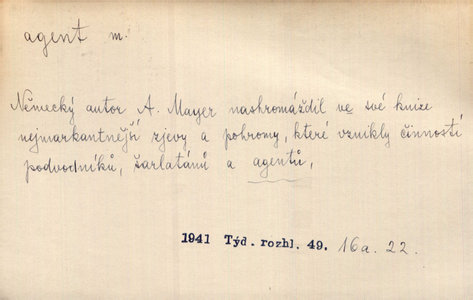 agent m.
Německý autor A. Mayer nashromáždil ve své knize
nejmarkantnější zjevy a pohromy, které vznikly činností
podvodníků, šarlatánů a agentů,
1941 Týd. rozhl. 49. 16a. 22.